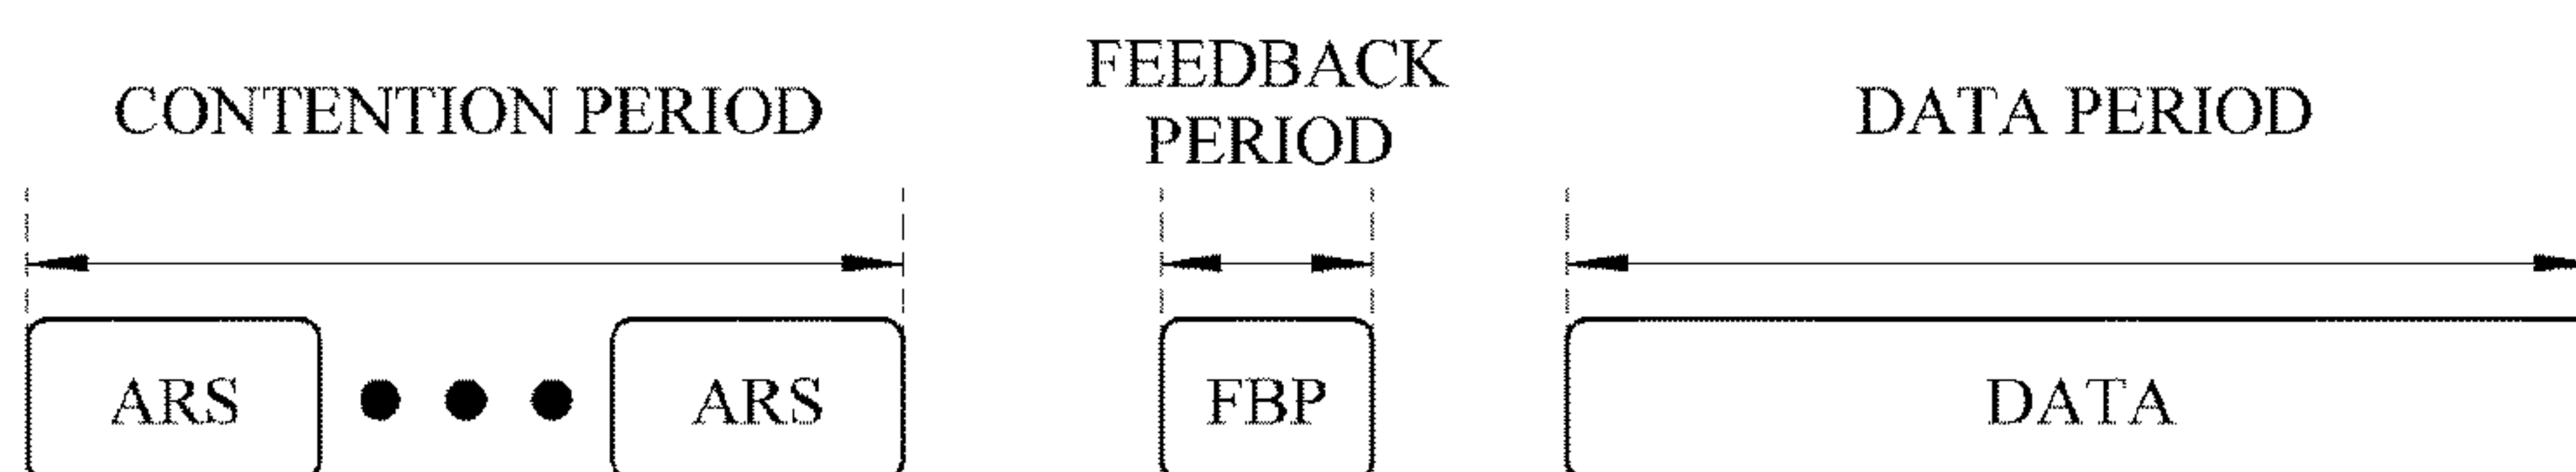 CONTENTION PERIOD
FEEDBACK
PERIOD
DATA PERIOD
ARS
ARS
FBP
DATA